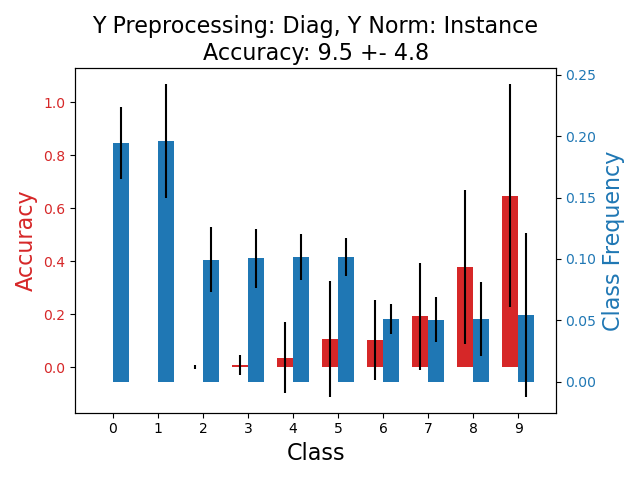 Y Preprocessing: Diag, Y Norm: Instance
Accuracy: 9.5 +- 4.8
1.0
0.8
0.6
0.4
0.2
0.0
Accuracy
0.25
0.20
0.15
0.10
0.05
0.00
Class Frequency
0 1 2 3 4 5 6 7 8 9
Class